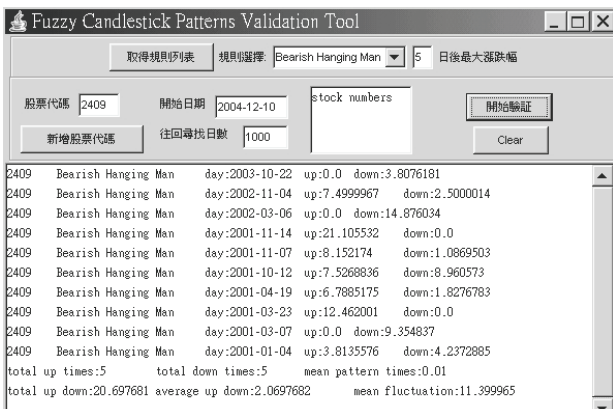 Fuzzy Candlestick Patterns Validation Tool
取得規則列表 規則選擇: Bearish Hanging Man 5 日後最大漲跌幅
股票代碼 2409 開始日期 2004-12-10 stock numbers 開始驗証
新增股票代碼 往回尋找日數 1000 Clear
2409 Bearish Hanging Man day:2003-10-22 up:0.0 down:3.8076181
2409 Bearish Hanging Man day:2002-11-04 up:7.4999967 down:2.5000014
2409 Bearish Hanging Man day:2002-03-06 up:0.0 down:14.876034
2409 Bearish Hanging Man day:2001-11-14 up:21.105532 down:0.0
2409 Bearish Hanging Man day:2001-11-07 up:8.152174 down:1.0869503
2409 Bearish Hanging Man day:2001-10-12 up:7.5268836 down:8.960573
2409 Bearish Hanging Man day:2001-04-19 up:6.7885175 down:1.8276783
2409 Bearish Hanging Man day:2001-03-23 up:12.462001 down:0.0
2409 Bearish Hanging Man day:2001-03-07 up:0.0 down:9.354837
2409 Bearish Hanging Man day:2001-01-04 up:3.8135576 down:4.2372885
total up times:5 total down times:5 mean pattern times:0.01
total up down:20.697681 average up down:2.0697682 mean fluctuation:11.399965